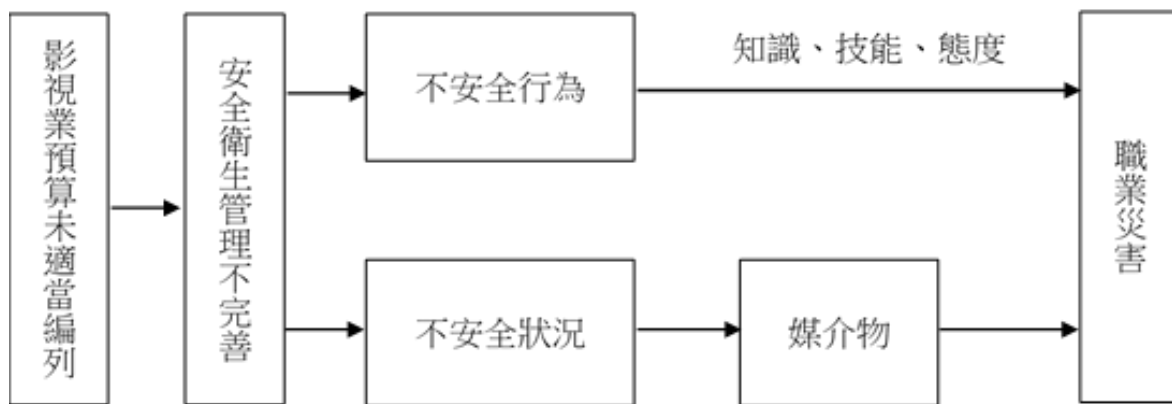 影視業預算未適當編列
安全衛生管理不完善
不安全行為
知識、技能、態度
不安全狀況
媒介物
職業災害